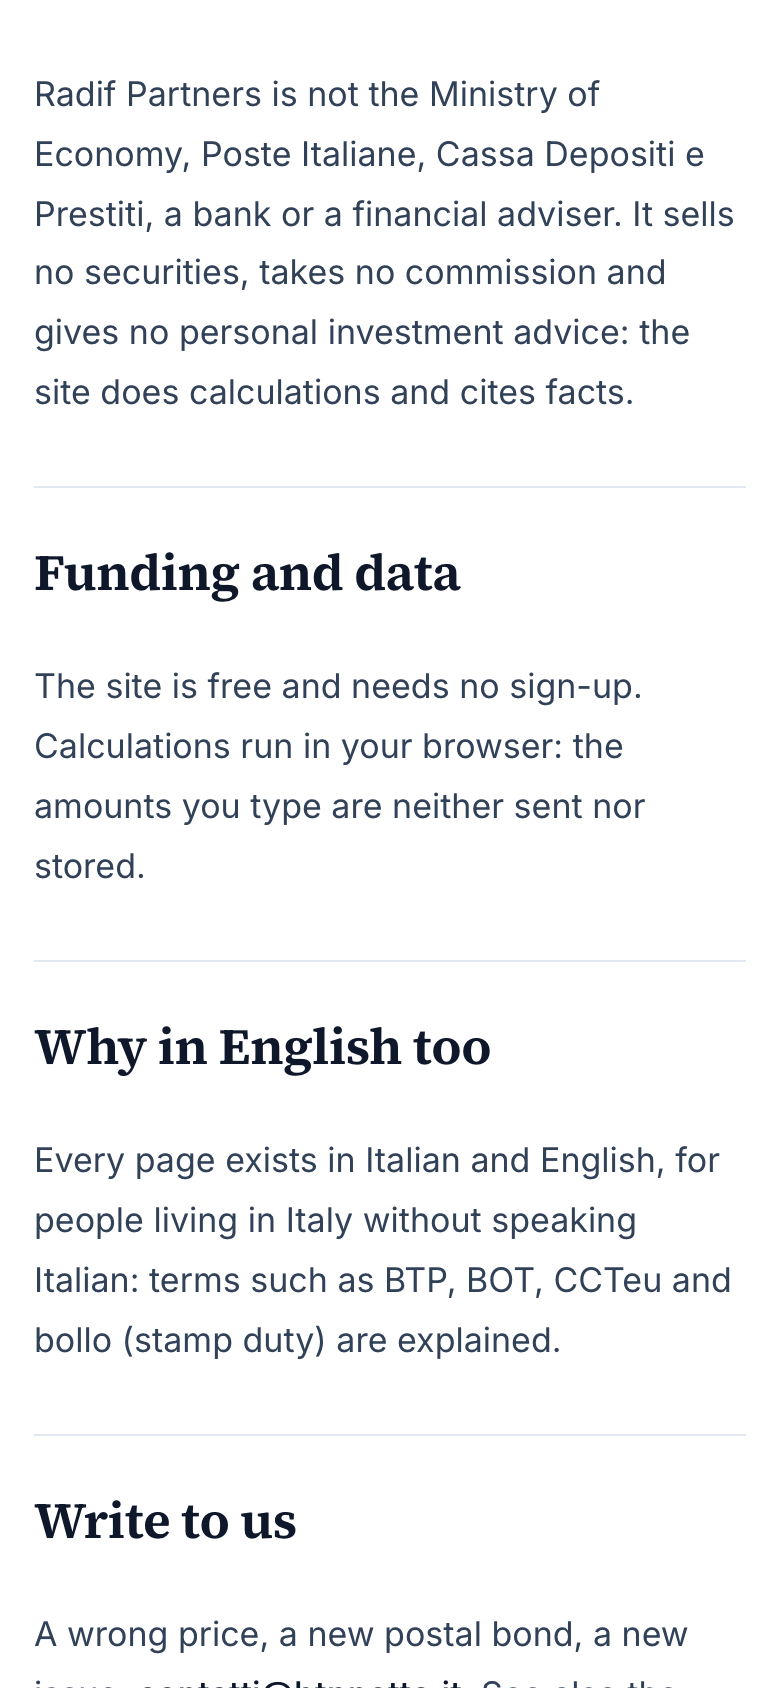 Radif Partners is not the Ministry of
Economy, Poste Italiane, Cassa Depositi e
Prestiti, a bank or a financial adviser. It sells
no securities, takes no commission and
gives no personal investment advice: the
site does calculations and cites facts.
Funding and data
The site is free and needs no sign-up.
Calculations run in your browser: the
amounts you type are neither sent nor
stored.
Why in English too
Every page exists in Italian and English, for
people living in Italy without speaking
Italian: terms such as BTP, BOT, CCTeu and
bollo (stamp duty) are explained.
Write to us
A wrong price, a new postal bond, a new